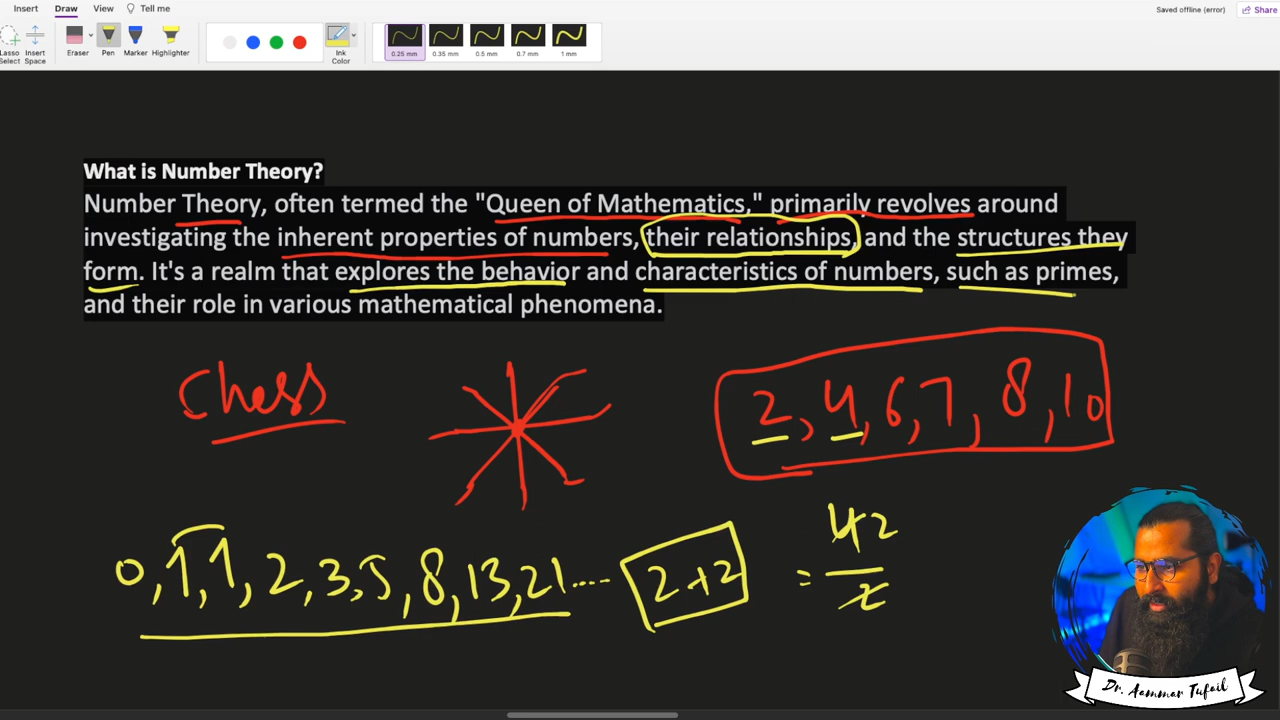 Insert Draw View Tell me Saved offline (error) Share
Lasso Select Insert Space Eraser Pen Marker Highlighter Ink Color 0.25 mm 0.35 mm 0.5 mm 0.7 mm 1 mm
What is Number Theory?
Number Theory, often termed the "Queen of Mathematics," primarily revolves around
investigating the inherent properties of numbers, their relationships, and the structures they
form. It's a realm that explores the behavior and characteristics of numbers, such as primes,
and their role in various mathematical phenomena.
Chess
2, 4, 6, 7, 8, 10
0, 1, 1, 2, 3, 5, 8, 13, 21.... 2+2 = 4 2
2
Dr. Aammar Tufail